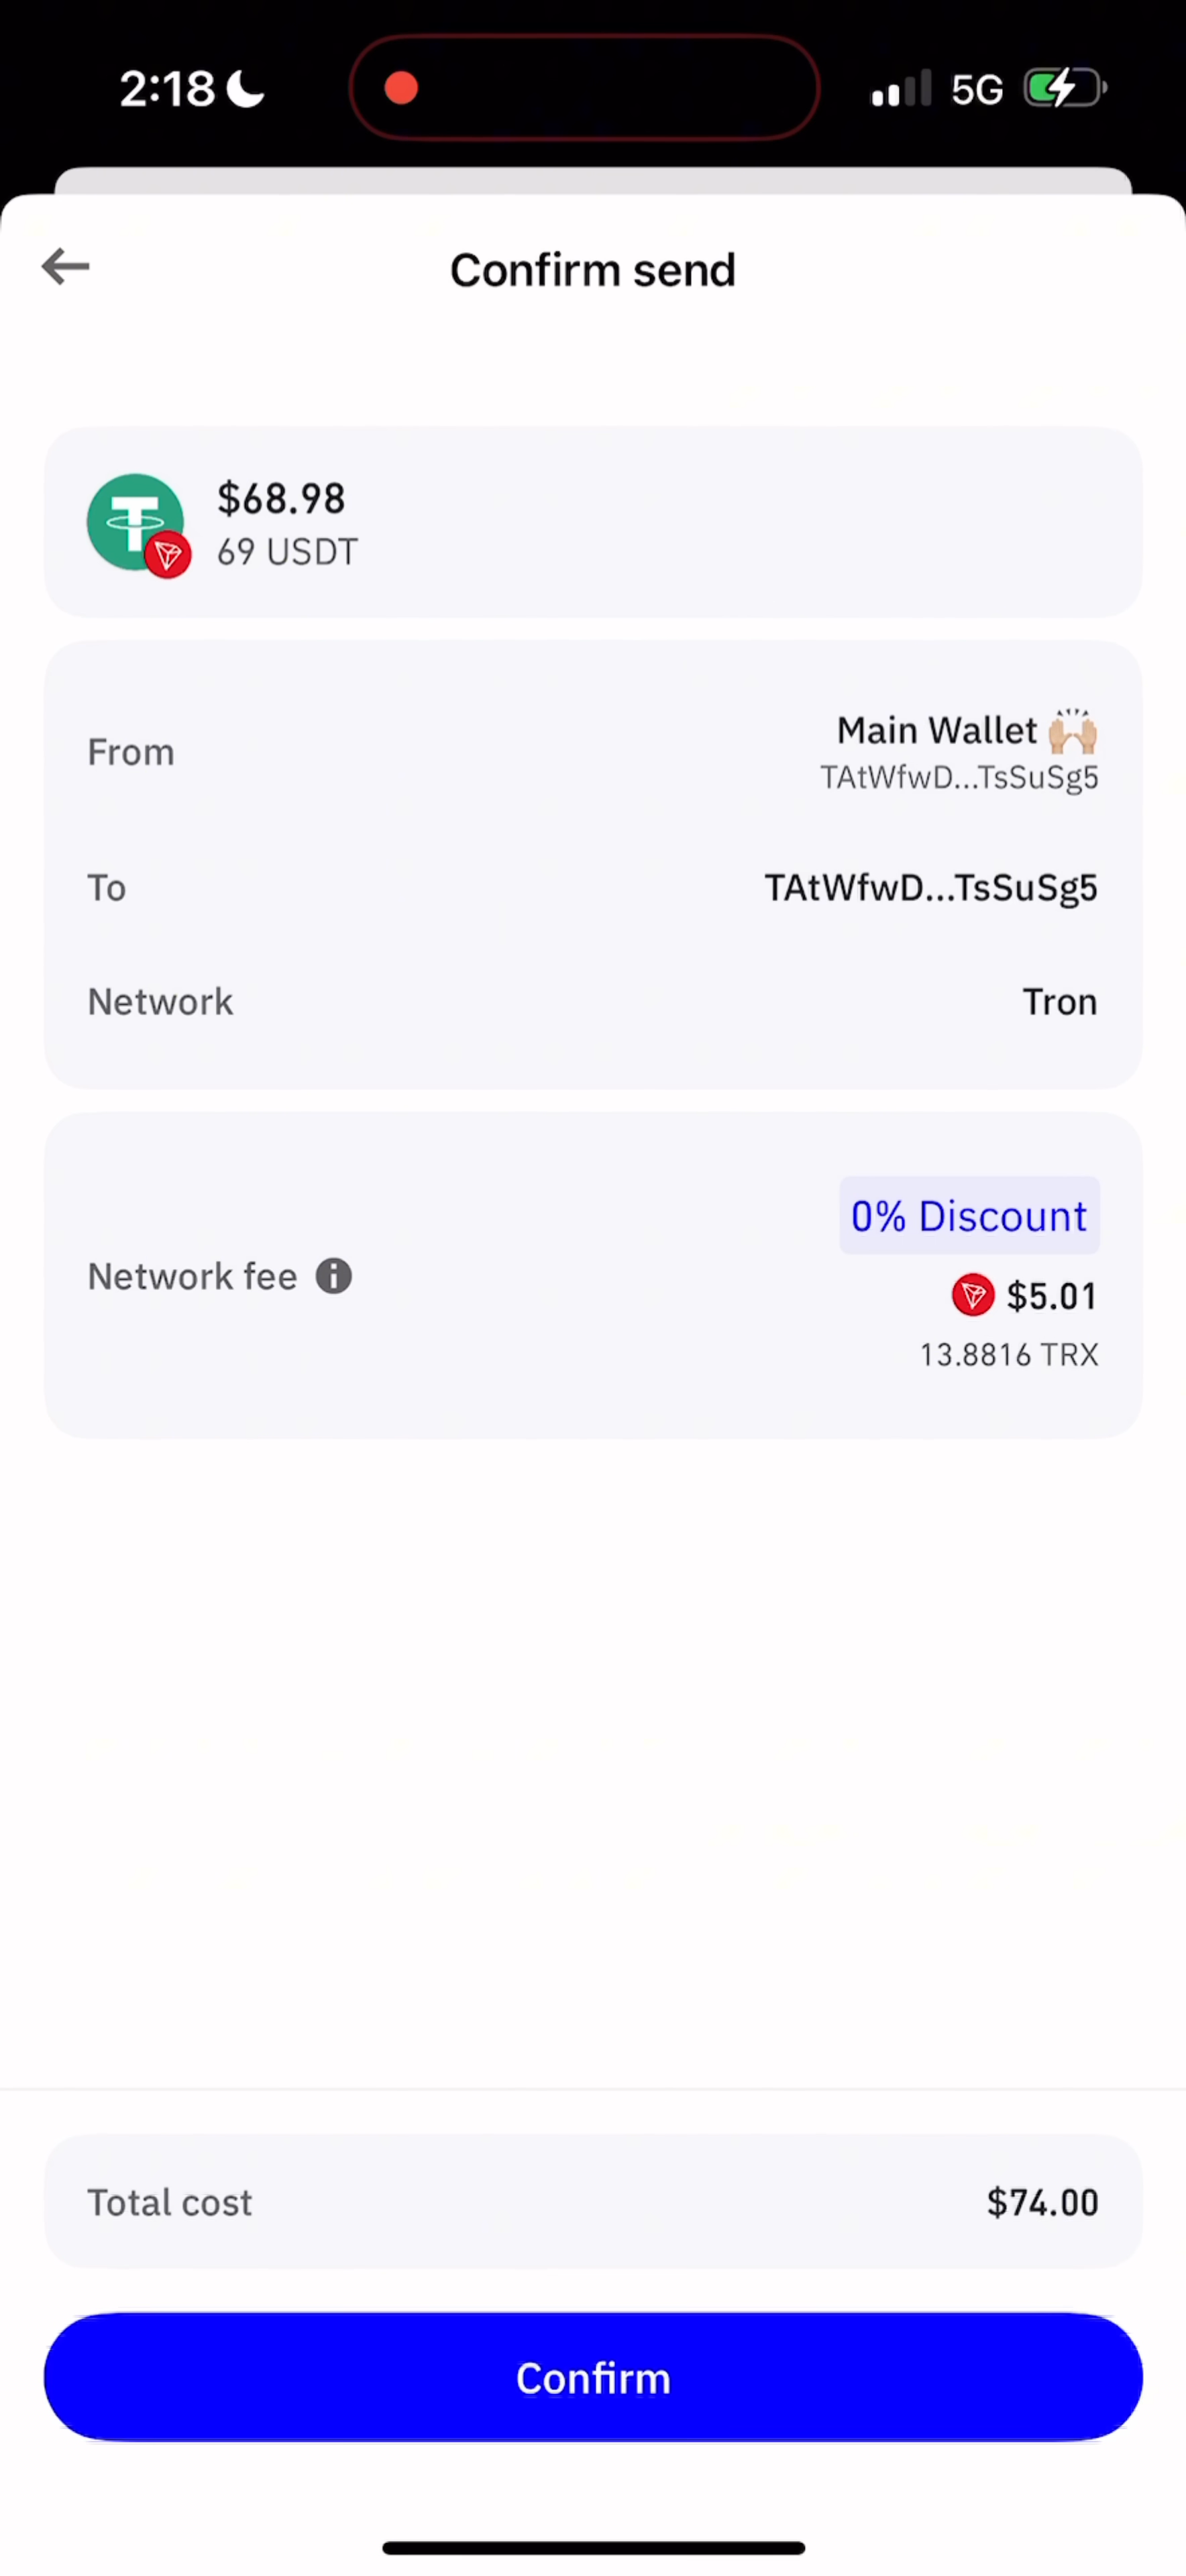 2:18
5G
Confirm send
$68.98
69 USDT
From
Main Wallet 🙌🏼
TAtWfwD...TsSuSg5
To
TAtWfwD...TsSuSg5
Network
Tron
0% Discount
Network fee
$5.01
13.8816 TRX
Total cost
$74.00
Confirm